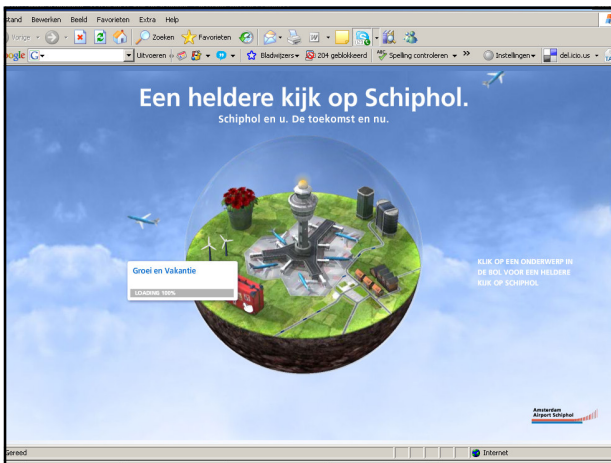 stand Bewerken Beeld Favorieten Extra Help
Vorige Zoeken Favorieten
Google G Uitvoeren Bladwijzers 204 geblokkeerd Spelling controleren » Instellingen del.icio.us
Een heldere kijk op Schiphol.
Schiphol en u. De toekomst en nu.
Groei en Vakantie
LOADING 100%
KLIK OP EEN ONDERWERP IN
DE BOL VOOR EEN HELDERE
KIJK OP SCHIPHOL
Amsterdam
Airport Schiphol
Gereed Internet